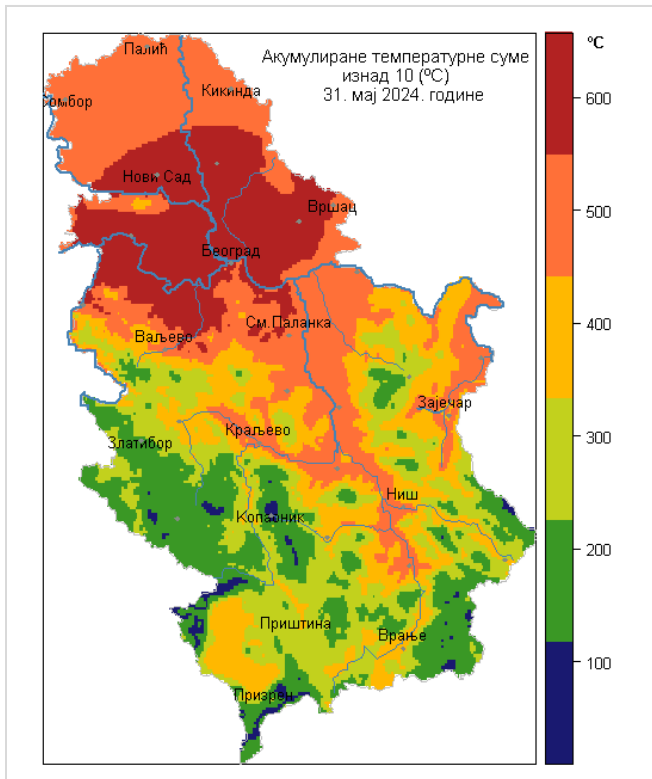 Акумулиране температурне суме
изнад 10 (ºC)
31. мај 2024. године
ºC
600
500
400
300
200
100
Палић
Кикинда
Сомбор
Нови Сад
Вршац
Београд
См.Паланка
Ваљево
Зајечар
Краљево
Златибор
Ниш
Копаоник
Приштина
Врање
Призрен